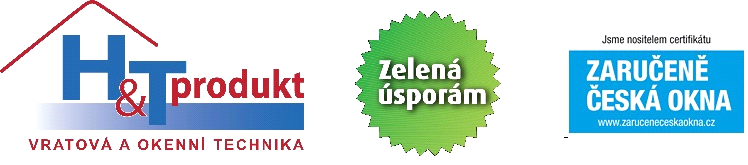 H&T produkt
VRATOVÁ A OKENNÍ TECHNIKA
Zelená
úsporám
Jsme nositelem certifikátu
ZARUČENĚ
ČESKÁ OKNA
www.zaruceneceskaokna.cz